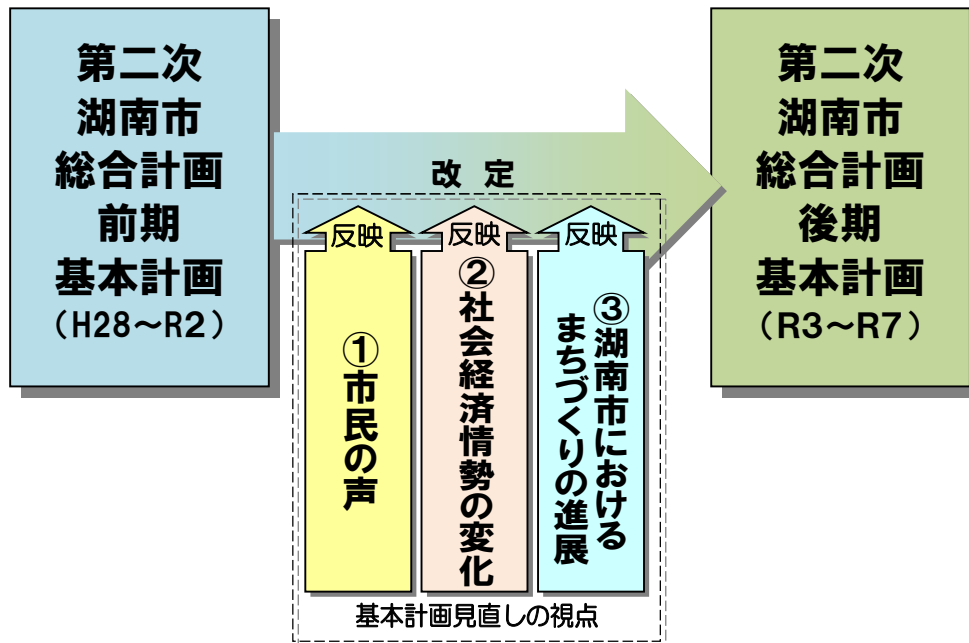 第二次
湖南市
総合計画
前期
基本計画
(H28～R2)
改定
反映
①市民の声
反映
②社会経済情勢の変化
反映
③湖南市における
まちづくりの進展
基本計画見直しの視点
第二次
湖南市
総合計画
後期
基本計画
(R3～R7)